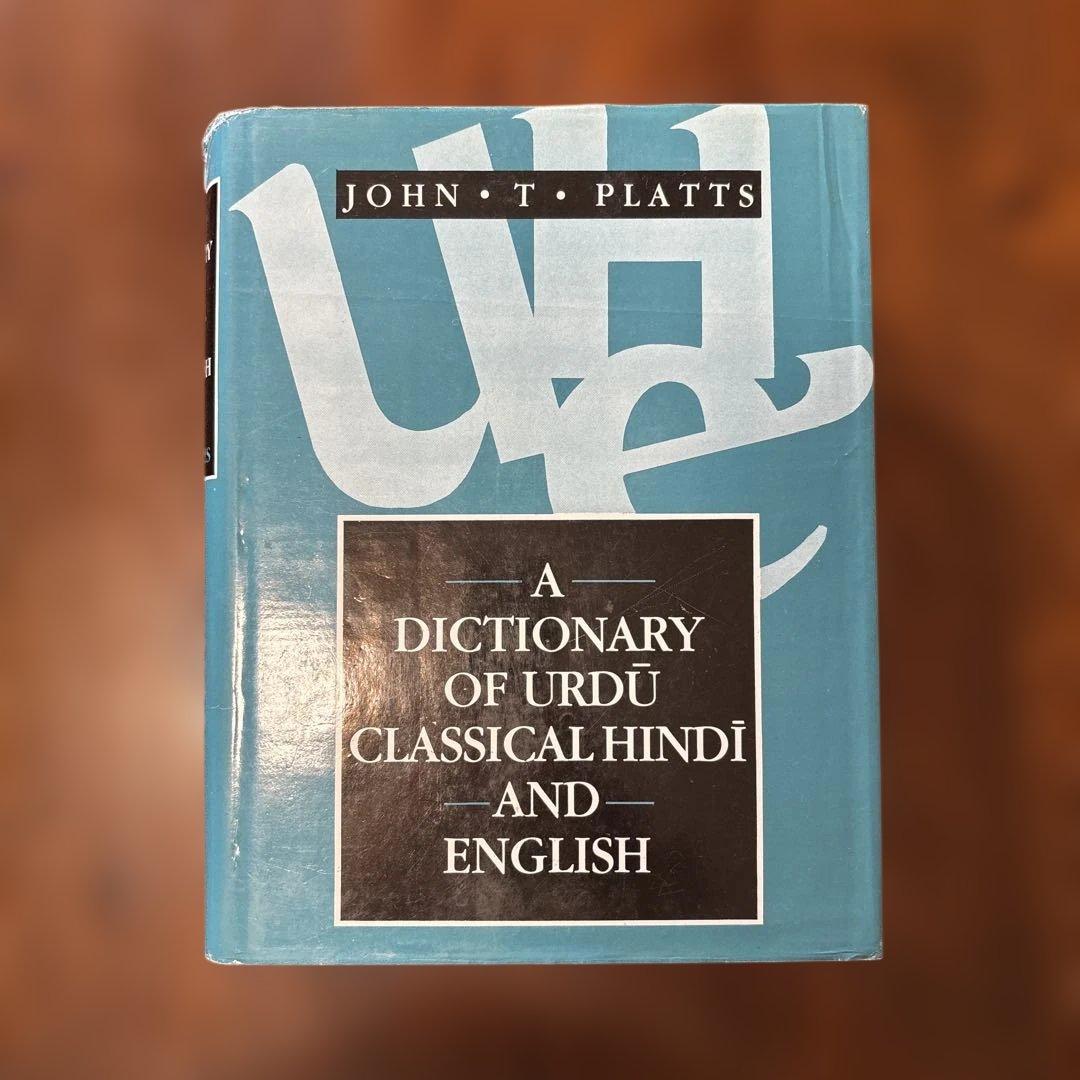 JOHN • T • PLATTS
A
DICTIONARY
OF URDŪ
CLASSICAL HINDĪ
AND
ENGLISH
U H
e